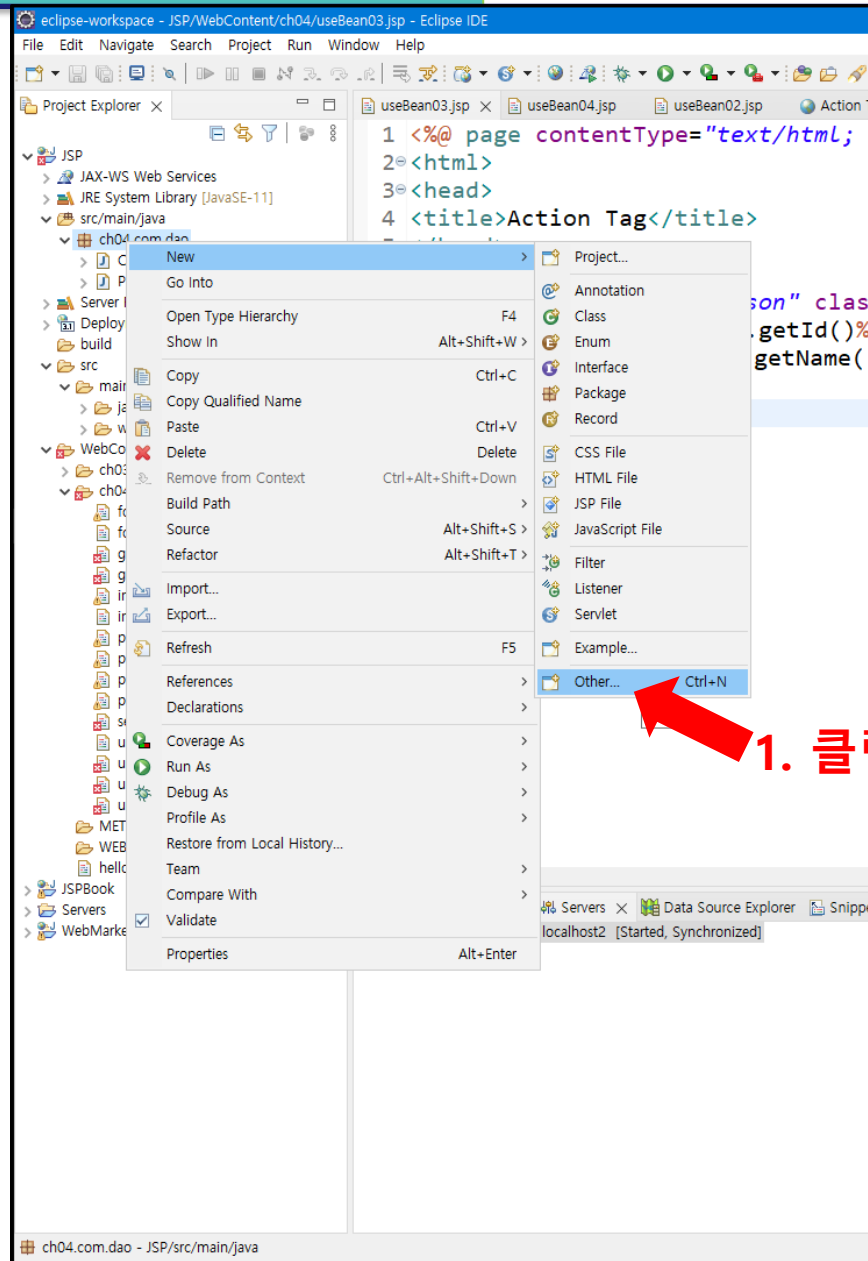 eclipse-workspace - JSP/WebContent/ch04/useBean03.jsp - Eclipse IDE
File Edit Navigate Search Project Run Window Help
Project Explorer
useBean03.jsp useBean04.jsp useBean02.jsp Action
JSP
JAX-WS Web Services
JRE System Library [JavaSE-11]
src/main/java
ch04.com.dao
C
P
Server
Deploy
build
src
main
WebCo
ch03
ch04
MET
WEB
hello
JSPBook
Servers
WebMarke
1 <%@ page contentType="text/html;
2 <html>
3 <head>
4 <title>Action Tag</title>
son" clas
.getId()%
getName(
New
Go Into
Open Type Hierarchy F4
Show In Alt+Shift+W >
Copy Ctrl+C
Copy Qualified Name
Paste Ctrl+V
Delete Delete
Remove from Context Ctrl+Alt+Shift+Down
Build Path
Source Alt+Shift+S >
Refactor Alt+Shift+T >
Import...
Export...
Refresh F5
References
Declarations
Coverage As
Run As
Debug As
Profile As
Restore from Local History...
Team
Compare With
Validate
Properties Alt+Enter
Project...
Annotation
Class
Enum
Interface
Package
Record
CSS File
HTML File
JSP File
JavaScript File
Filter
Listener
Servlet
Example...
Other... Ctrl+N
1. 클
Servers Data Source Explorer Snippe
localhost2 [Started, Synchronized]
ch04.com.dao - JSP/src/main/java